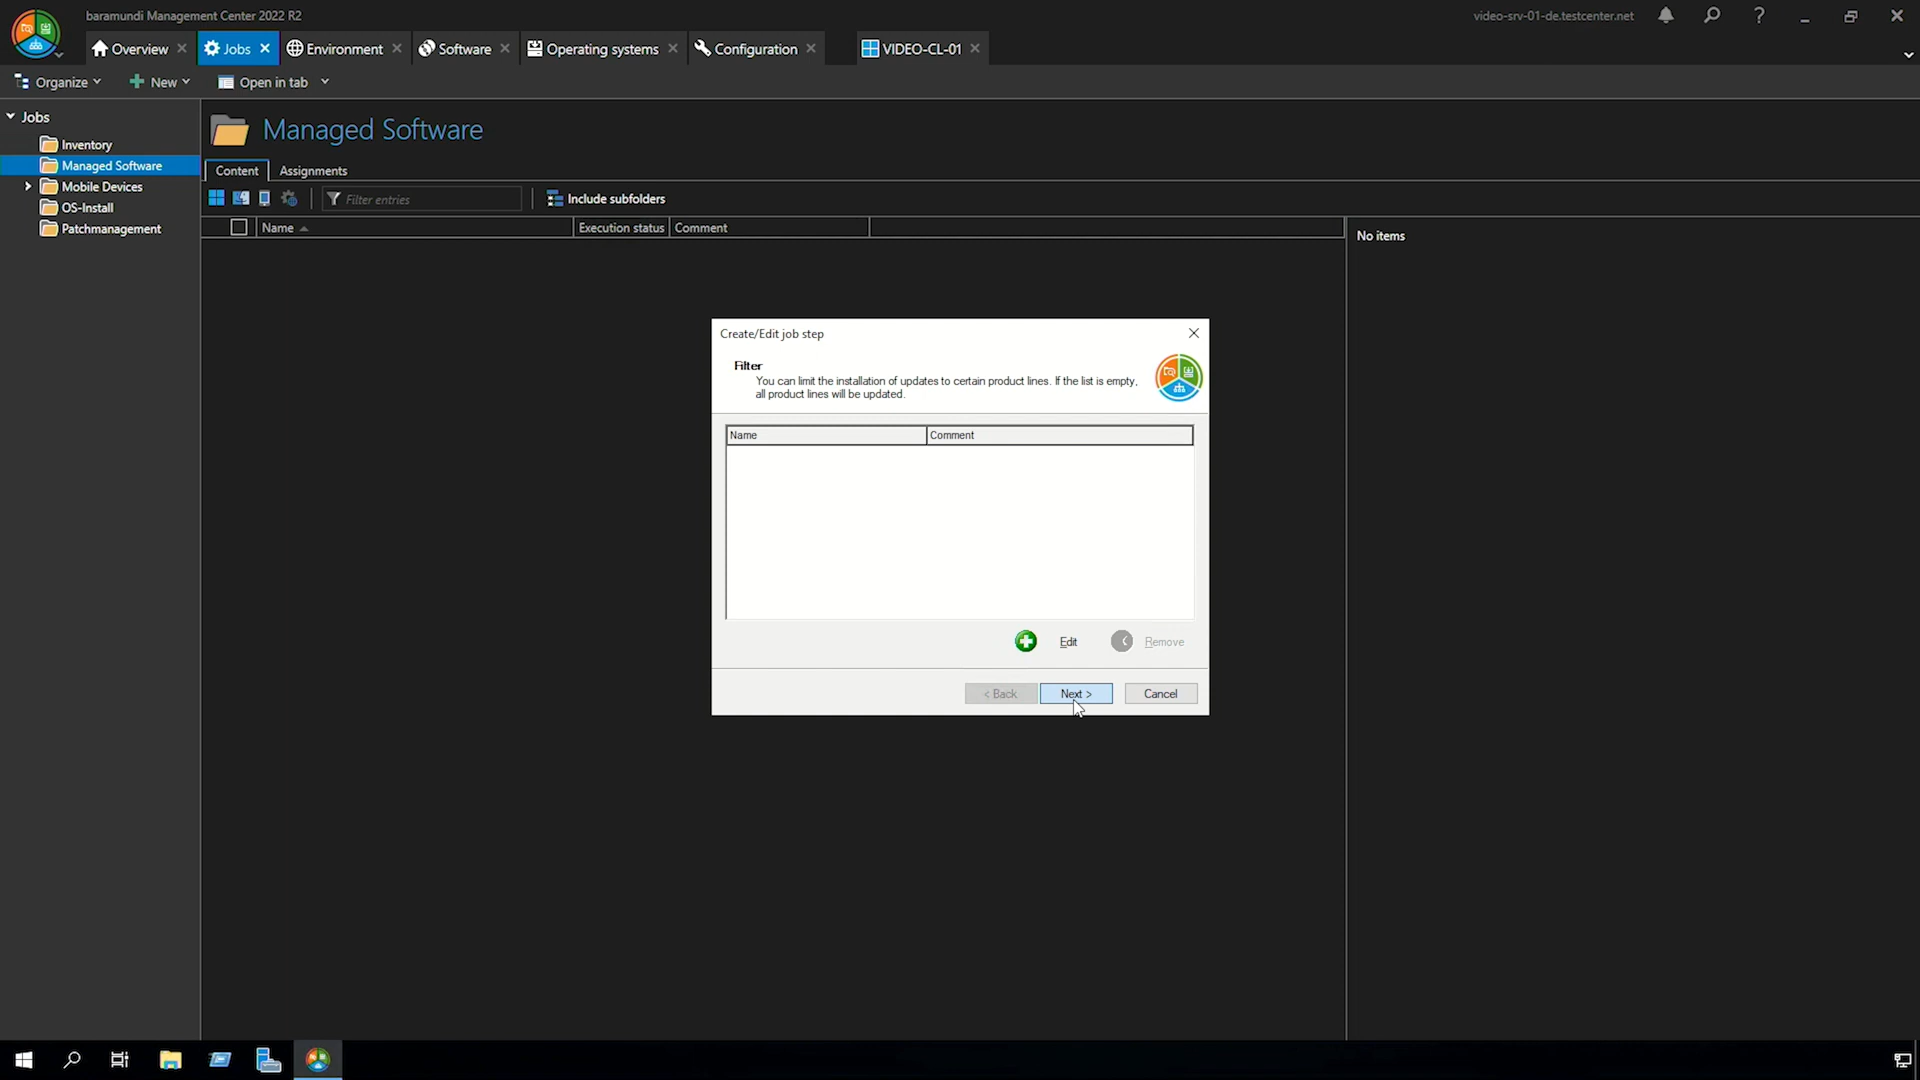 baramundi Management Center 2022 R2
video-srv-01-de.testcenter.net
Overview
Jobs
Environment
Software
Operating systems
Configuration
VIDEO-CL-01
Organize
New
Open in tab
Jobs
Inventory
Managed Software
Mobile Devices
OS-Install
Patchmanagement
Managed Software
Content
Assignments
Filter entries
Include subfolders
Name
Execution status
Comment
No items
Create/Edit job step
Filter
You can limit the installation of updates to certain product lines. If the list is empty,
all product lines will be updated.
Name
Comment
Edit
Remove
< Back
Next >
Cancel